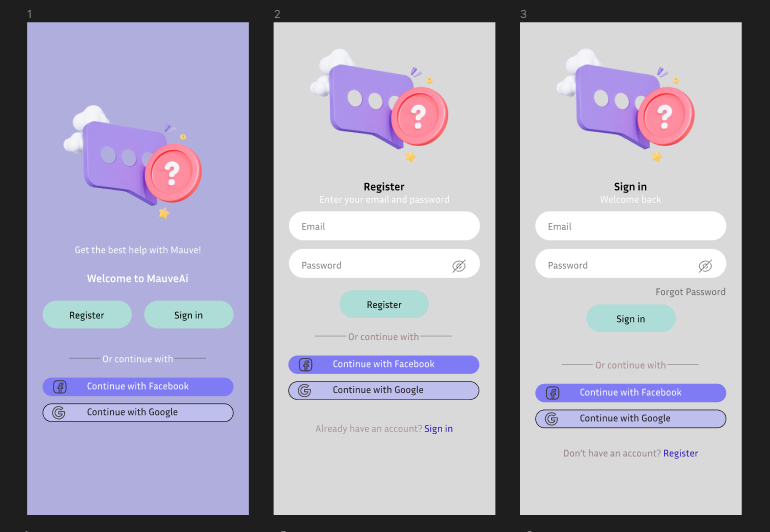 1
?
Get the best help with Mauve!
Welcome to MauveAi
Register
Sign in
Or continue with
Continue with Facebook
Continue with Google
2
?
Register
Enter your email and password
Email
Password
Register
Or continue with
Continue with Facebook
Continue with Google
Already have an account? Sign in
3
?
Sign in
Welcome back
Email
Password
Forgot Password
Sign in
Or continue with
Continue with Facebook
Continue with Google
Don't have an account? Register